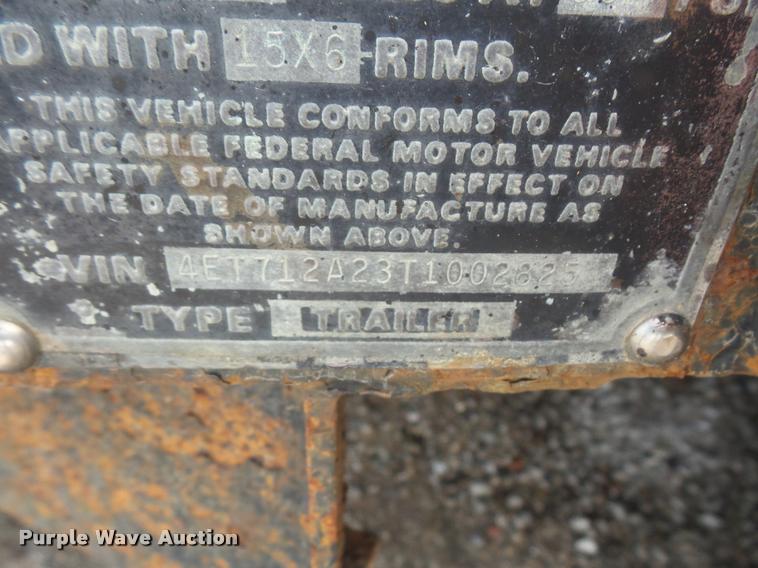 D WITH 15X6 RIMS.
THIS VEHICLE CONFORMS TO ALL
APPLICABLE FEDERAL MOTOR VEHICLE
SAFETY STANDARDS IN EFFECT ON
THE DATE OF MANUFACTURE AS
SHOWN ABOVE.
VIN 4ET712A23T1002825
TYPE TRAILER
Purple Wave Auction